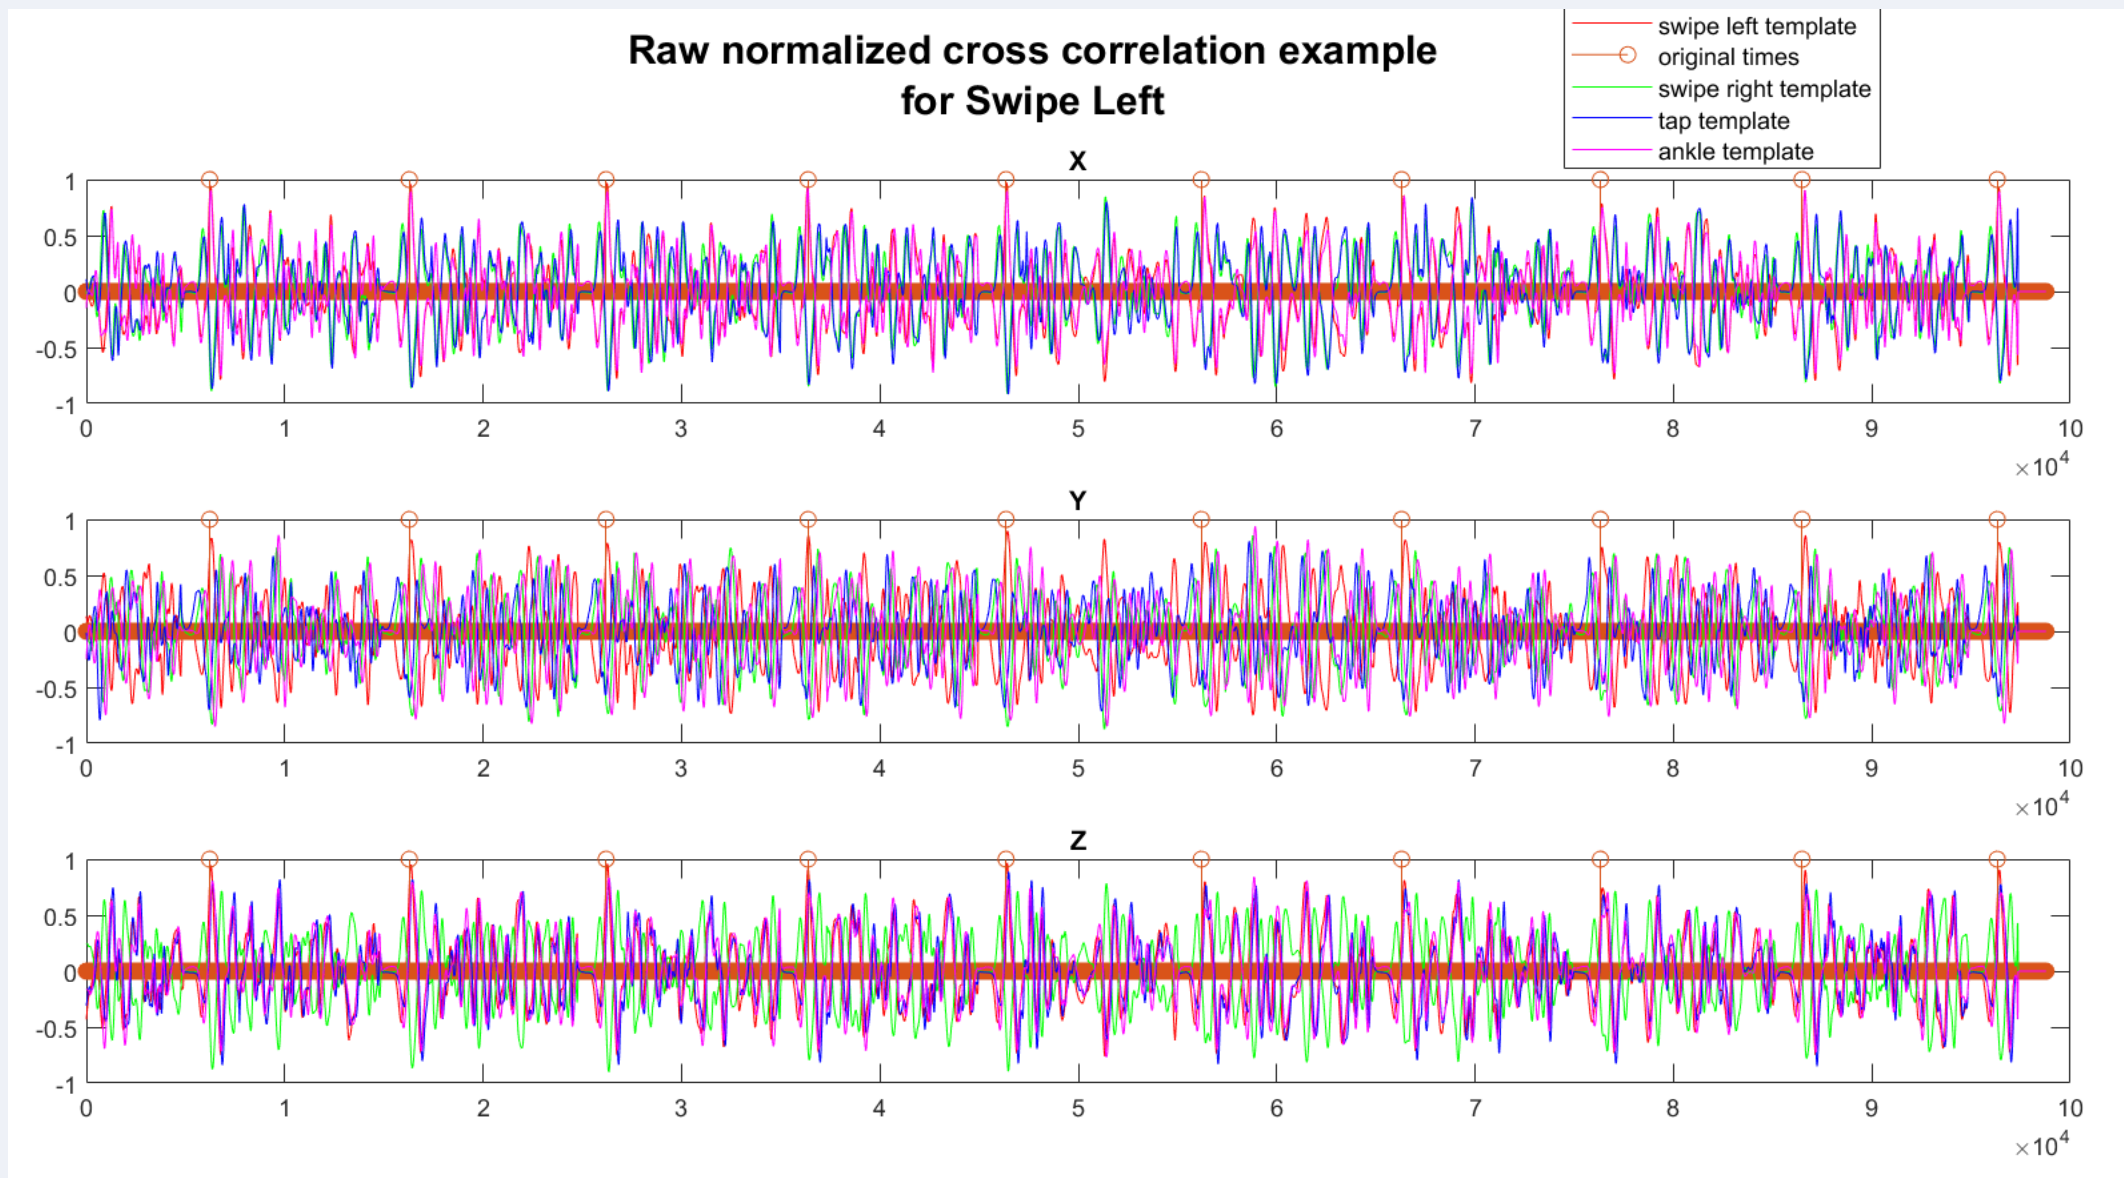 Raw normalized cross correlation example
for Swipe Left
swipe left template
original times
swipe right template
tap template
ankle template
X
1
0.5
0
-0.5
-1
0 1 2 3 4 5 6 7 8 9 10
×10^4
Y
1
0.5
0
-0.5
-1
0 1 2 3 4 5 6 7 8 9 10
×10^4
Z
1
0.5
0
-0.5
-1
0 1 2 3 4 5 6 7 8 9 10
×10^4